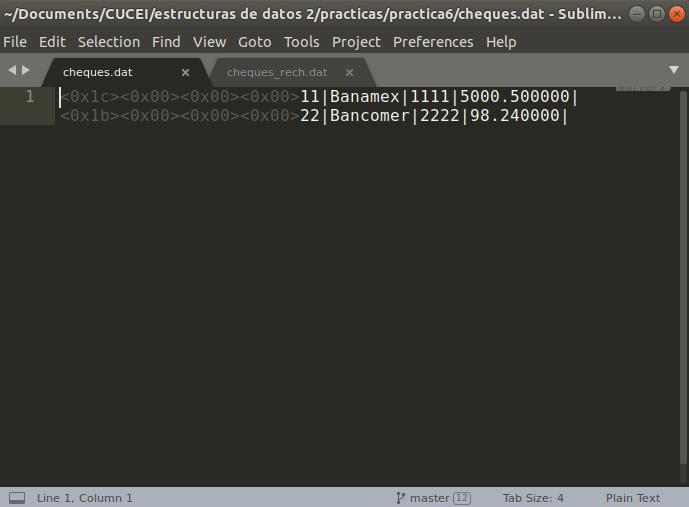 ~/Documents/CUCEI/estructuras de datos 2/practicas/practica6/cheques.dat - Sublim...
File Edit Selection Find View Goto Tools Project Preferences Help
cheques.dat × cheques_rech.dat ×
1 <0x1c><0x00><0x00><0x00>11|Banamex|1111|5000.500000|
<0x1b><0x00><0x00><0x00>22|Bancomer|2222|98.240000|
Line 1, Column 1 master 12 Tab Size: 4 Plain Text